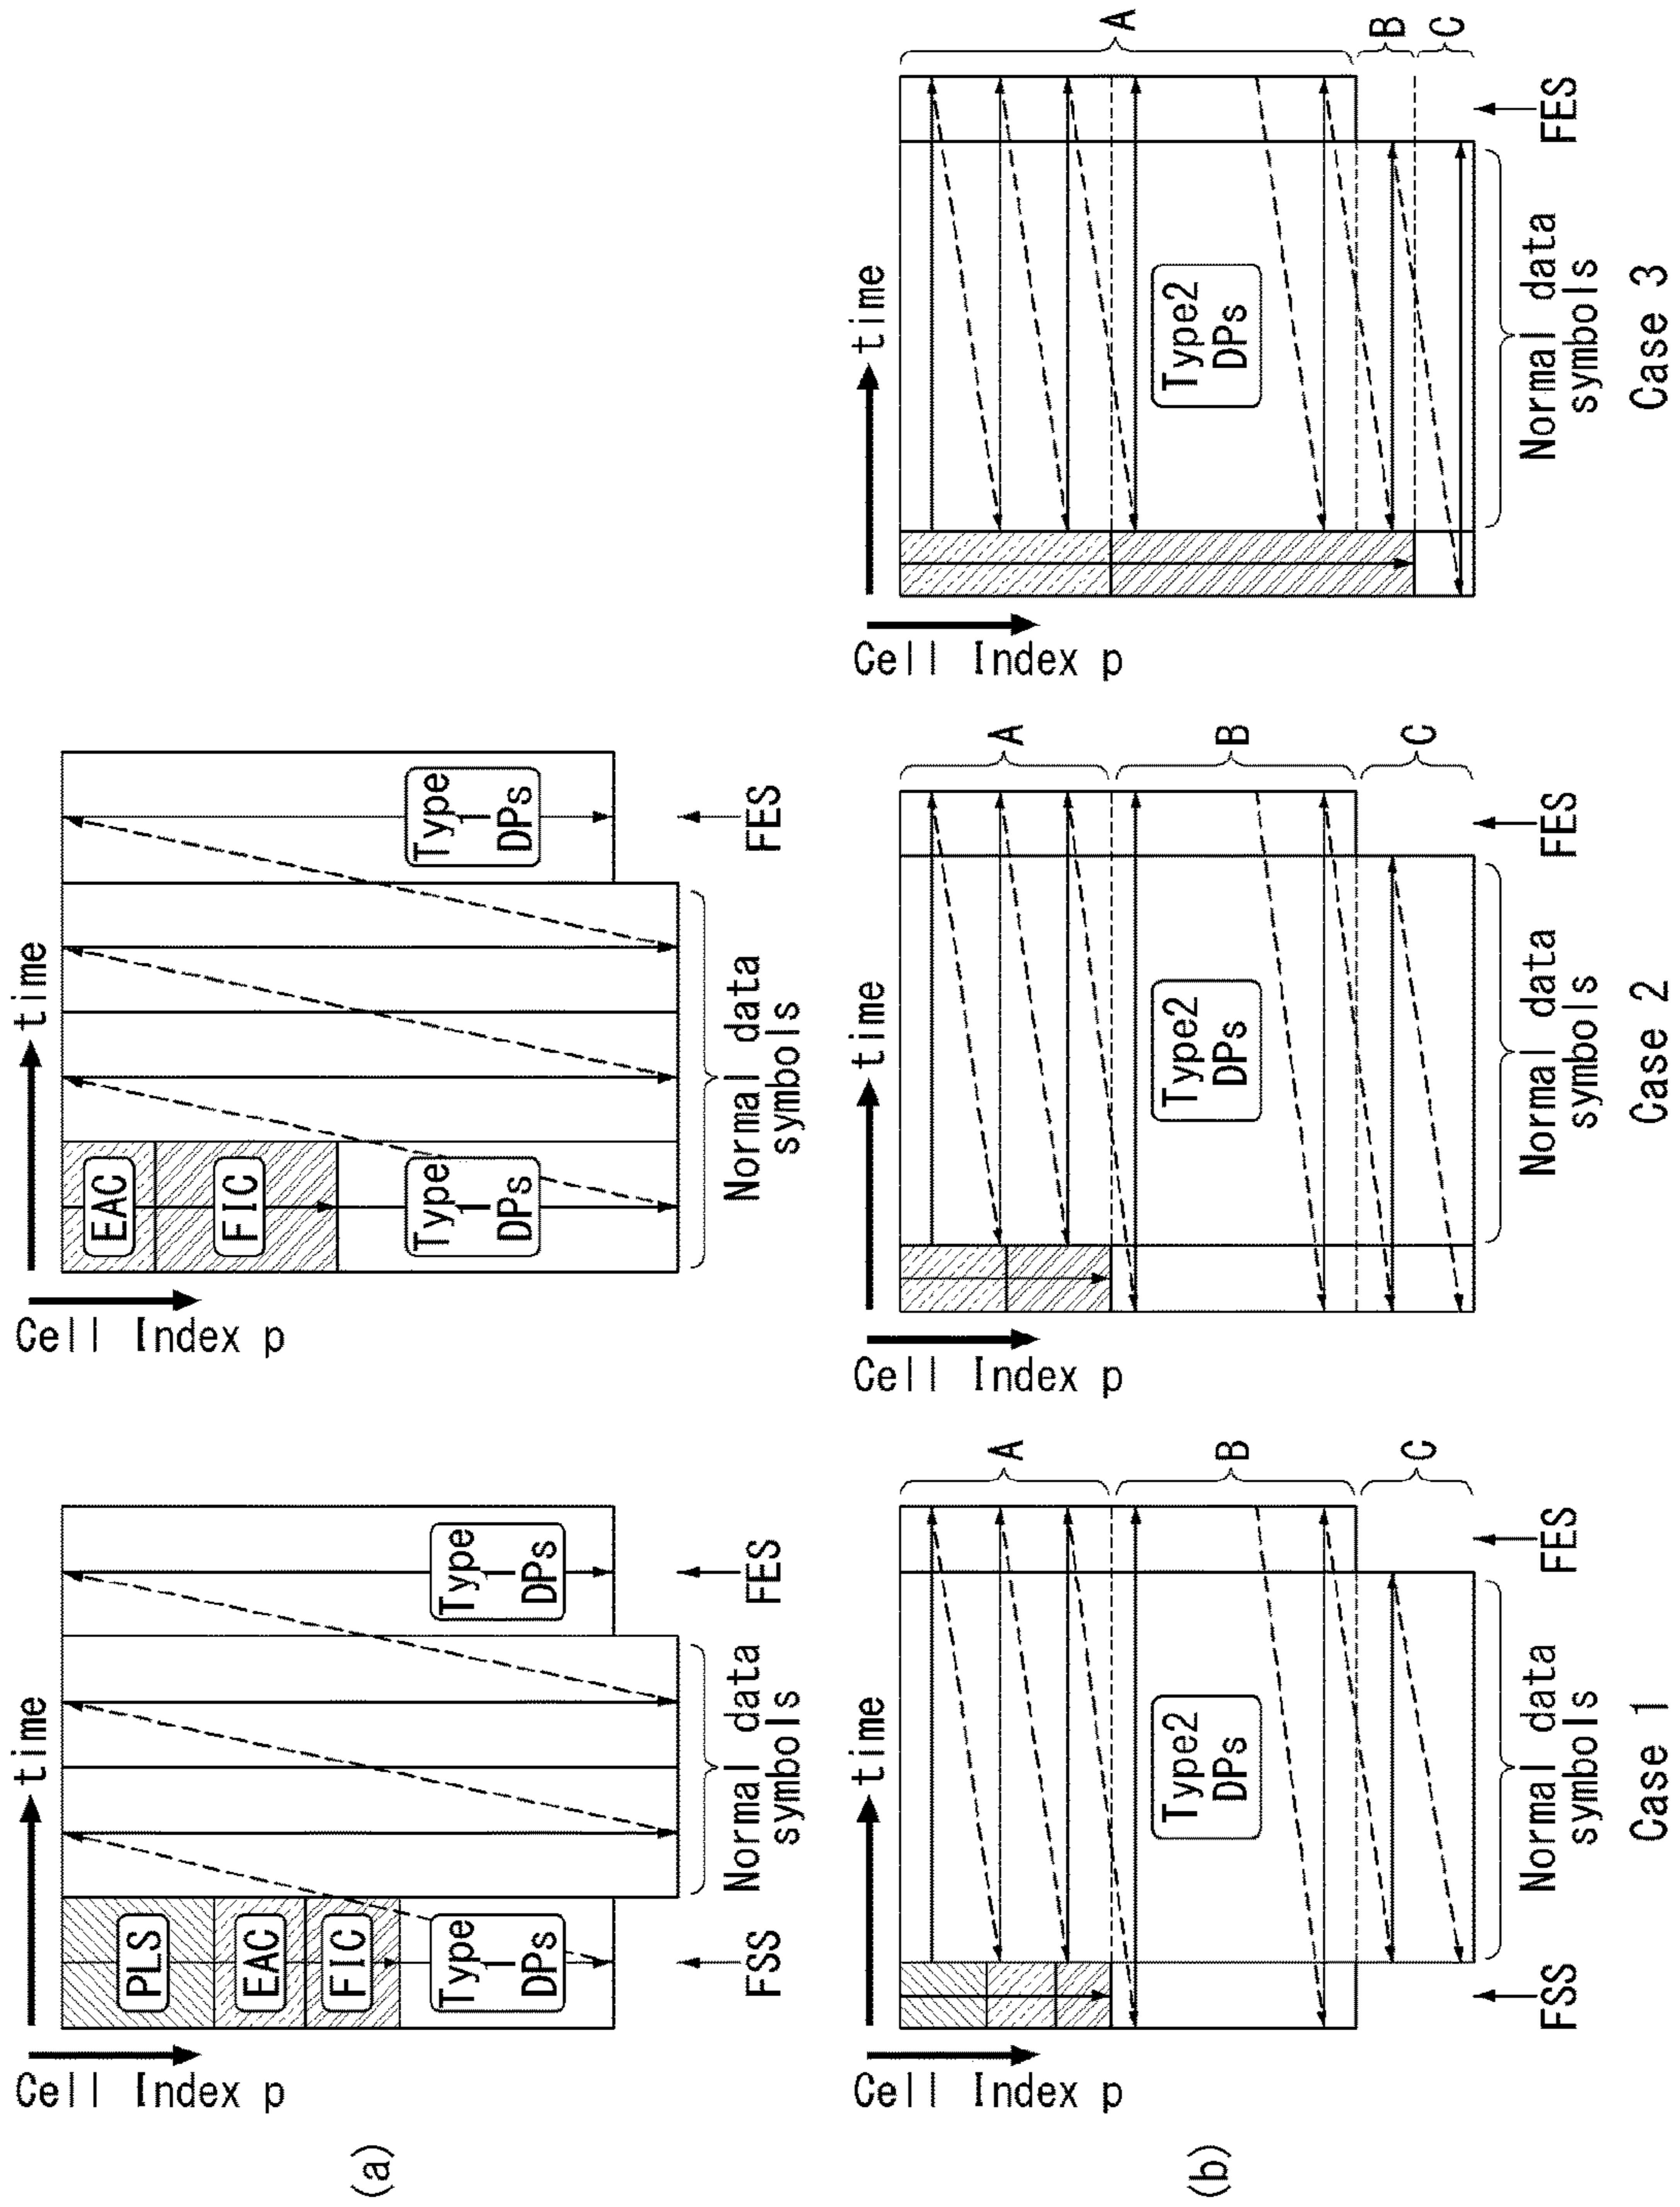 (a)
Cell Index p
time
PLS
EAC
FIC
Type
1
DPs
Type
1
DPs
FSS
Normal data
symbols
FES
Cell Index p
time
EAC
FIC
Type
1
DPs
Type
1
DPs
Normal data
symbols
FES
(b)
Cell Index p
time
Type2
DPs
A
B
C
FSS
Normal data
symbols
FES
Case 1
Cell Index p
time
Type2
DPs
A
B
C
Normal data
symbols
FES
Case 2
Cell Index p
time
Type2
DPs
A
B
C
Normal data
symbols
FES
Case 3